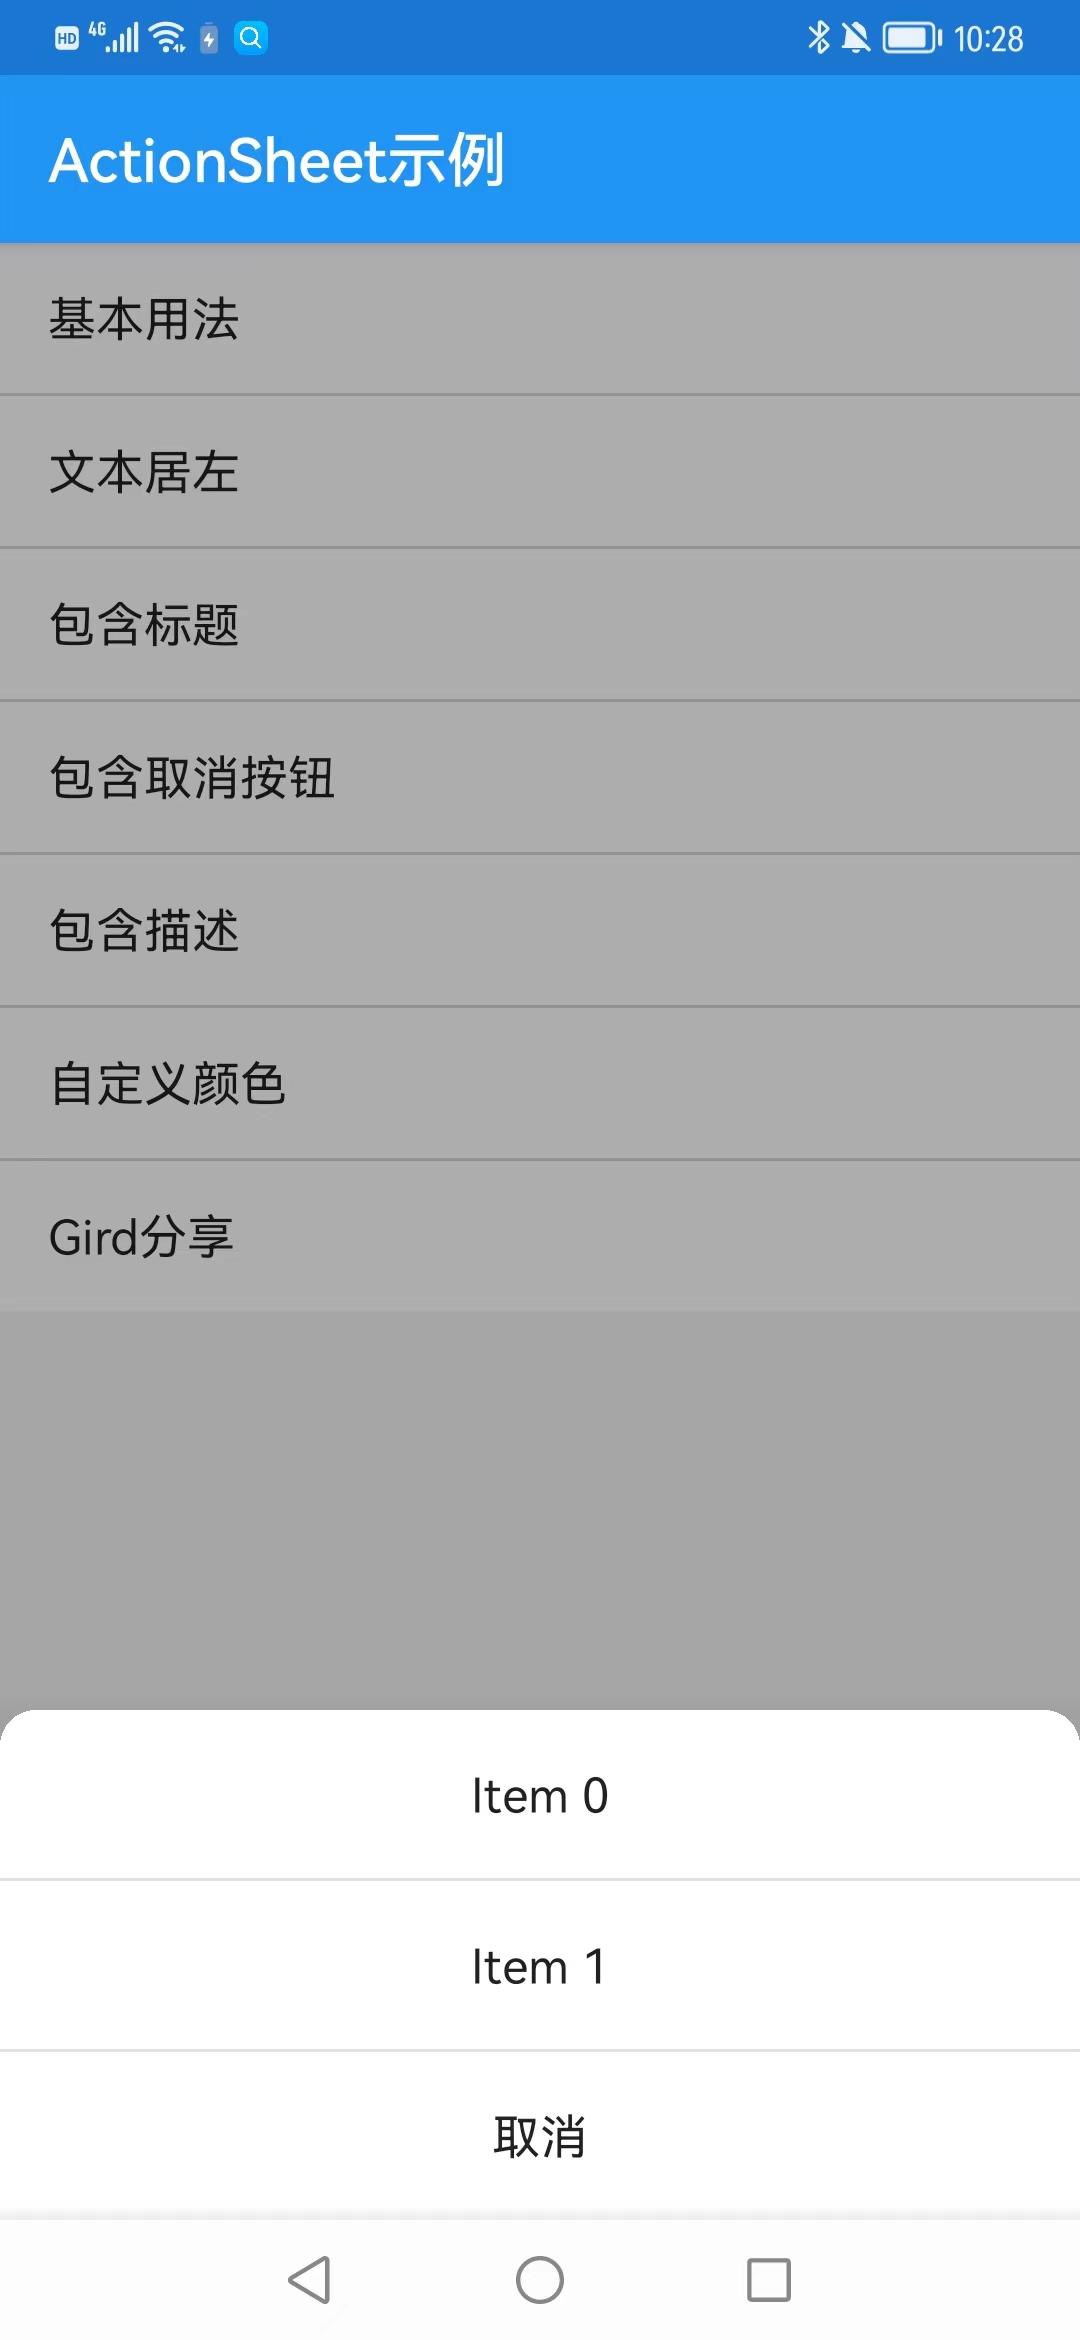 HD 4G 10:28
ActionSheet示例
基本用法
文本居左
包含标题
包含取消按钮
包含描述
自定义颜色
Gird分享
Item 0
Item 1
取消